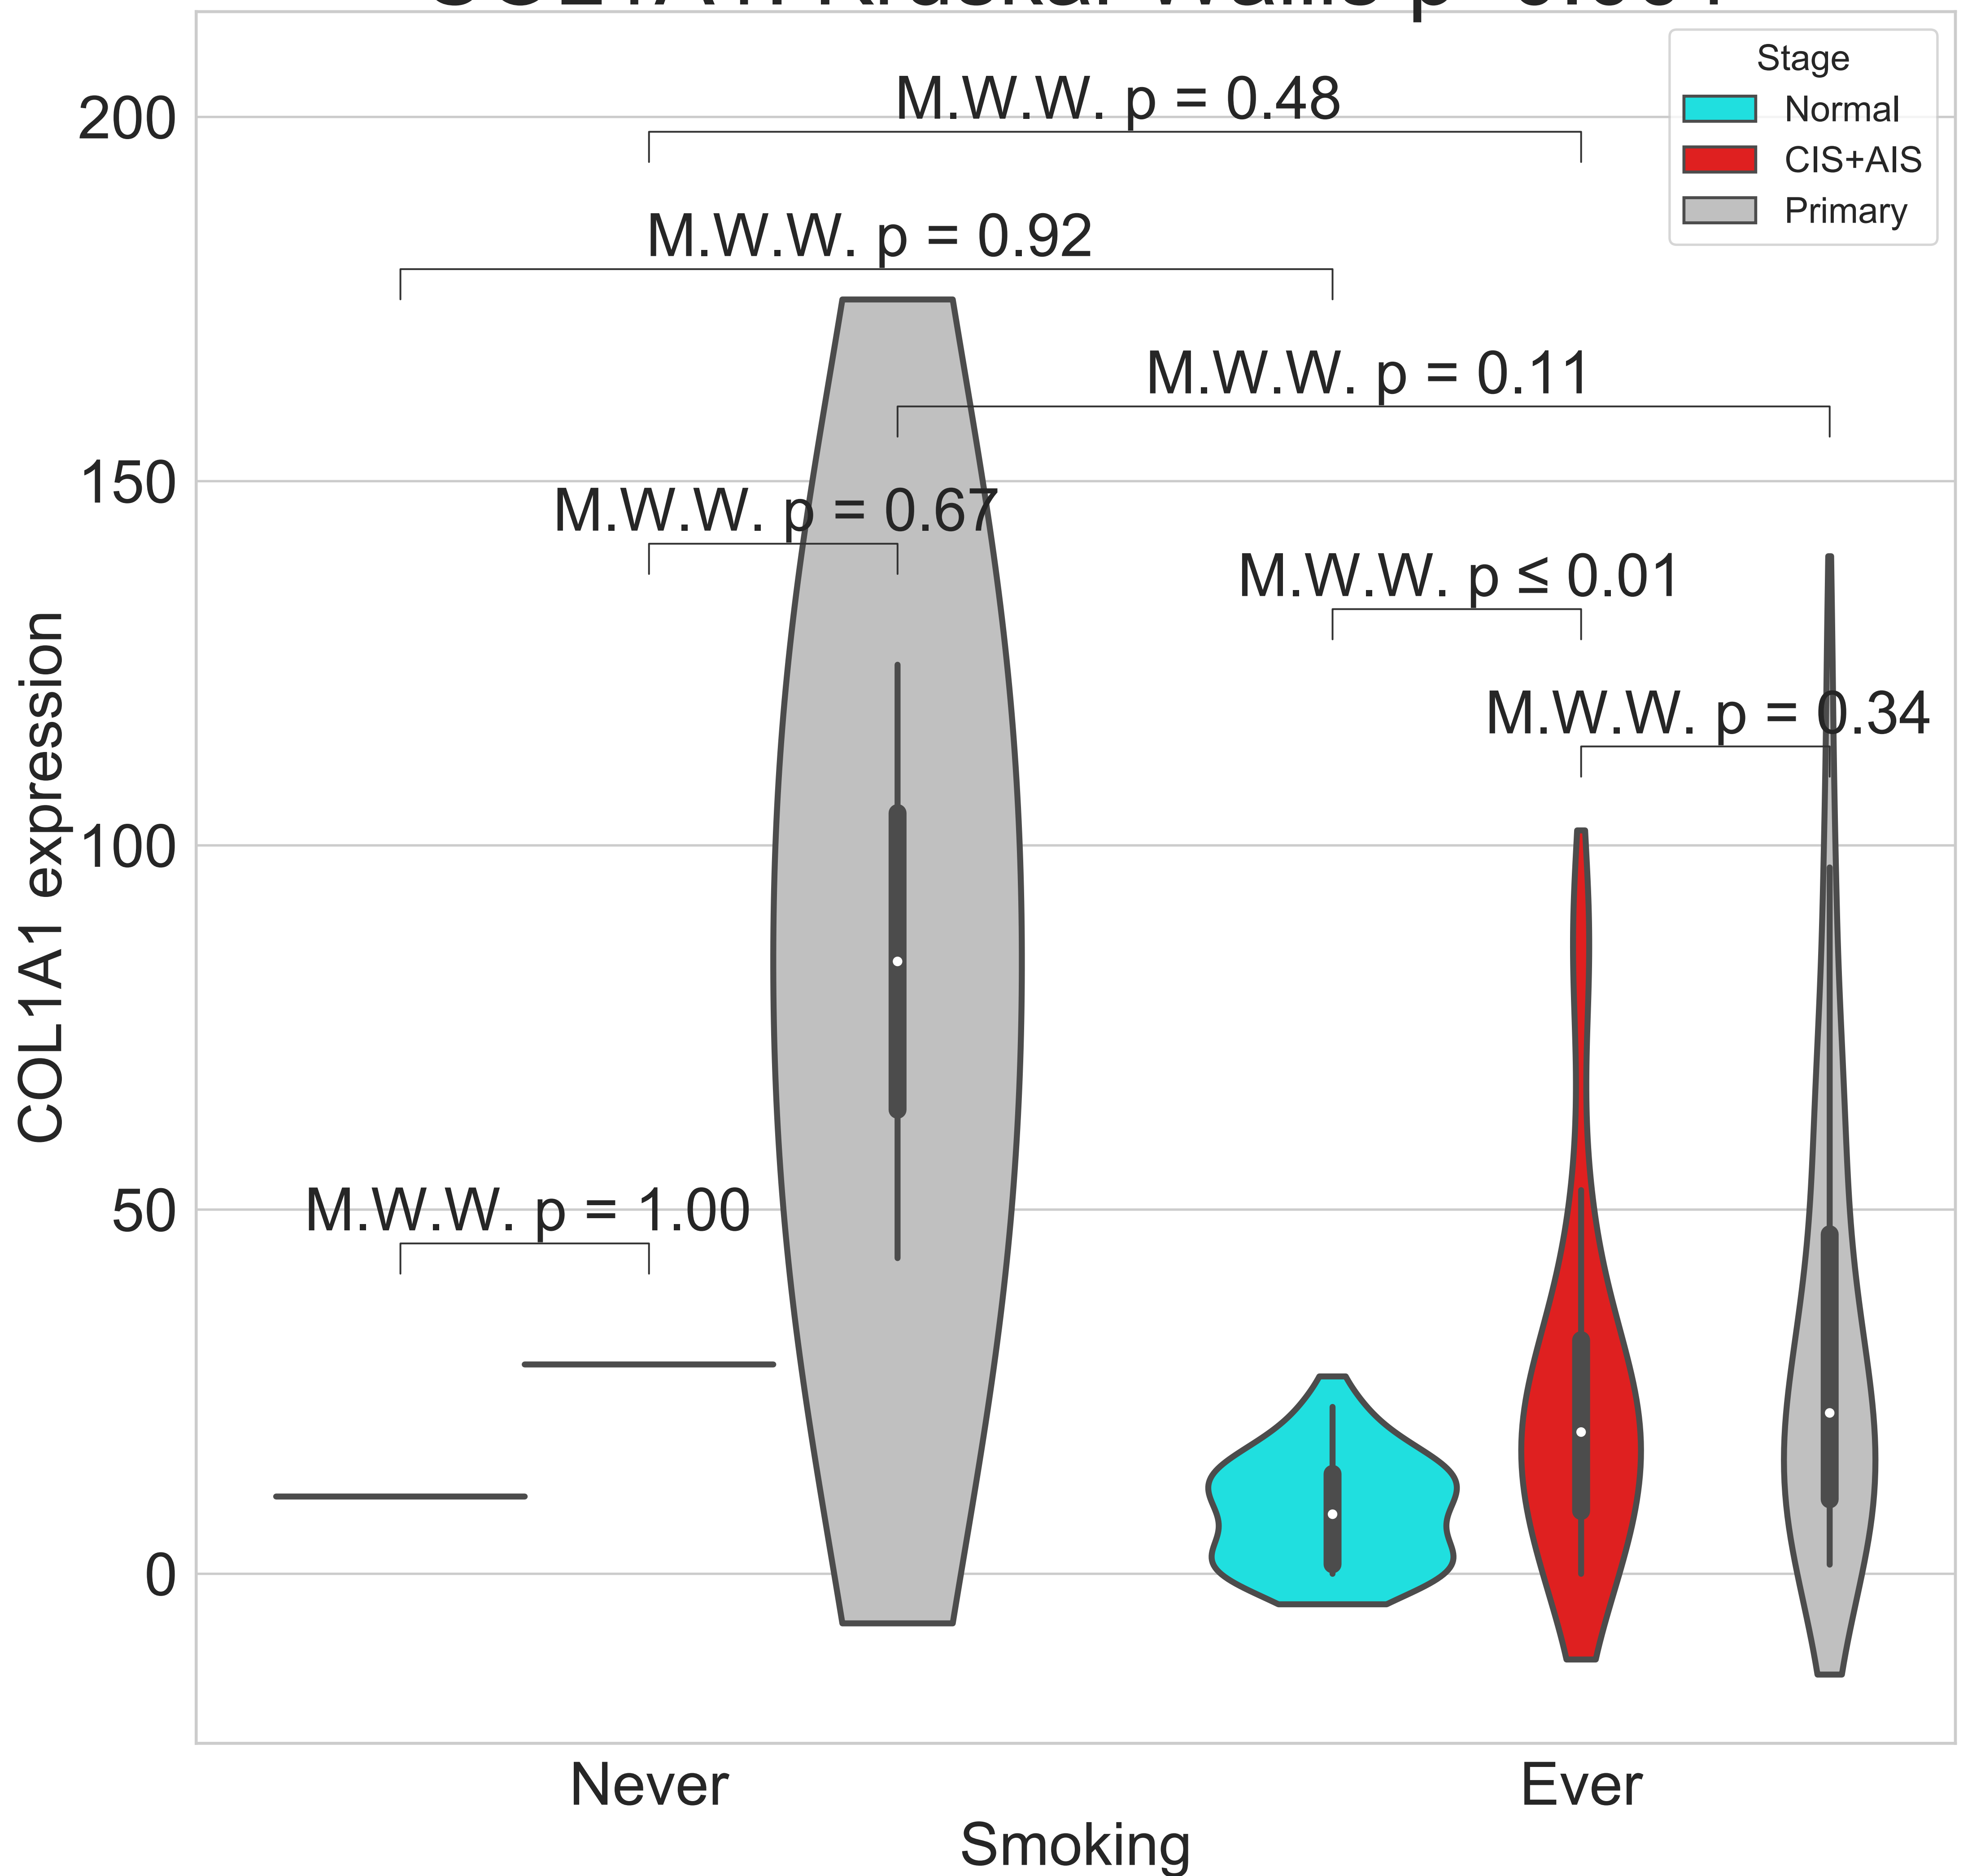 Stage
Normal
CIS+AIS
Primary
M.W.W. p = 0.48
M.W.W. p = 0.92
M.W.W. p = 0.11
M.W.W. p = 0.67
M.W.W. p ≤ 0.01
M.W.W. p = 0.34
M.W.W. p = 1.00
200
150
100
50
0
COL1A1 expression
Never
Ever
Smoking